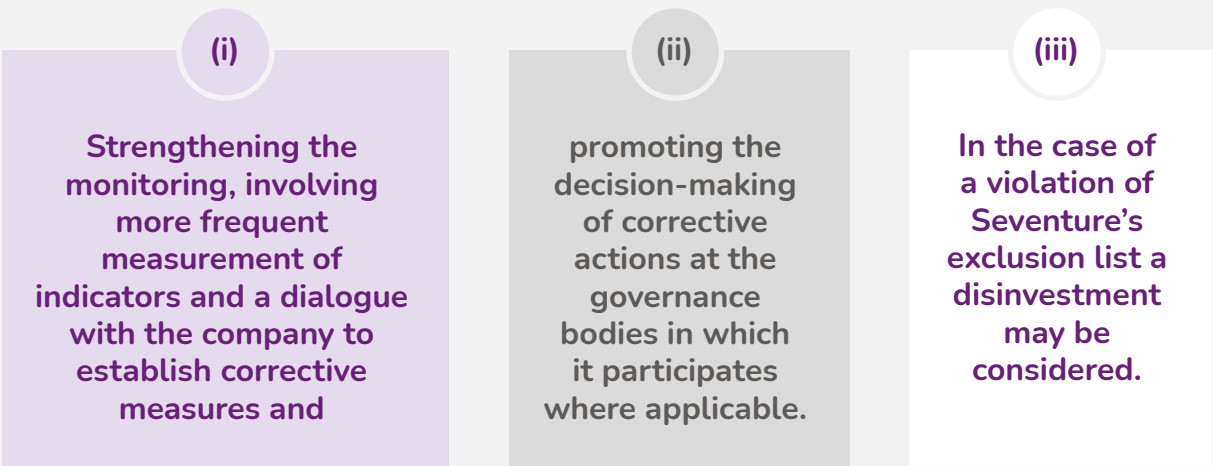 (i)
Strengthening the
monitoring, involving
more frequent
measurement of
indicators and a dialogue
with the company to
establish corrective
measures and
(ii)
promoting the
decision-making
of corrective
actions at the
governance
bodies in which
it participates
where applicable.
(iii)
In the case of
a violation of
Seventure’s
exclusion list a
disinvestment
may be
considered.